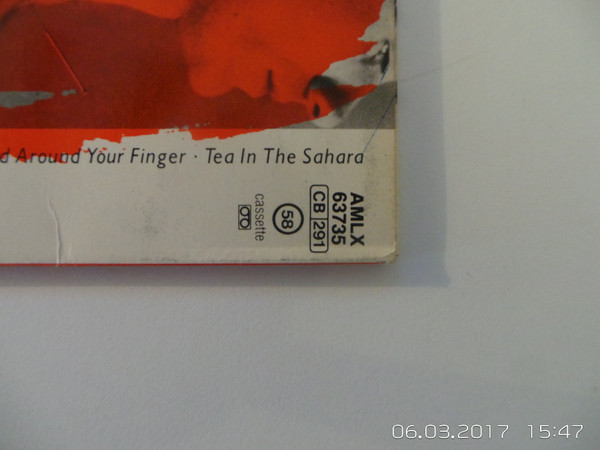 d Around Your Finger · Tea In The Sahara
AMLX
63735
CB 291
58
cassette
06.03.2017 15:47